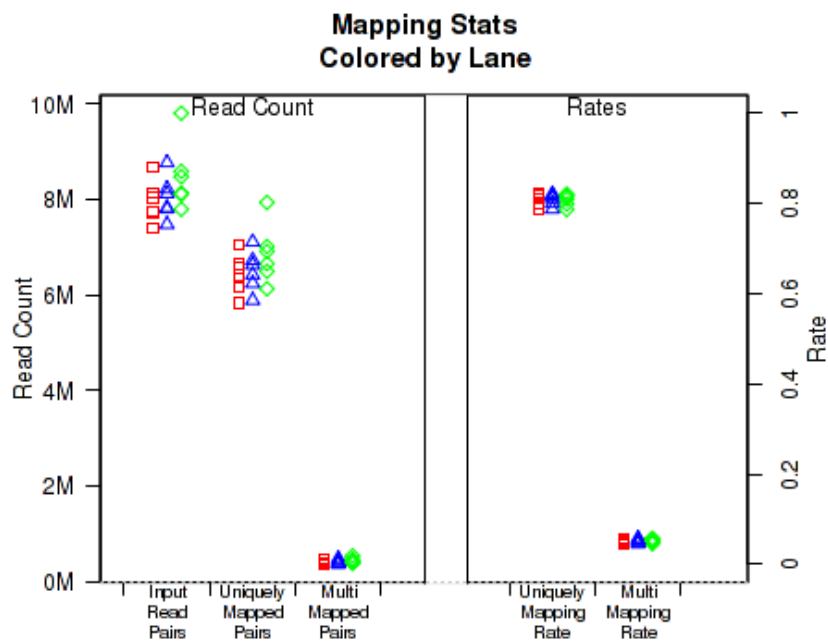 Mapping Stats
Colored by Lane
Read Count
Rates
10M
8M
6M
4M
2M
0M
Read Count
1
0.8
0.6
0.4
0.2
0
Rate
Input
Read
Pairs
Uniquely
Mapped
Pairs
Multi
Mapped
Pairs
Uniquely
Mapping
Rate
Multi
Mapping
Rate